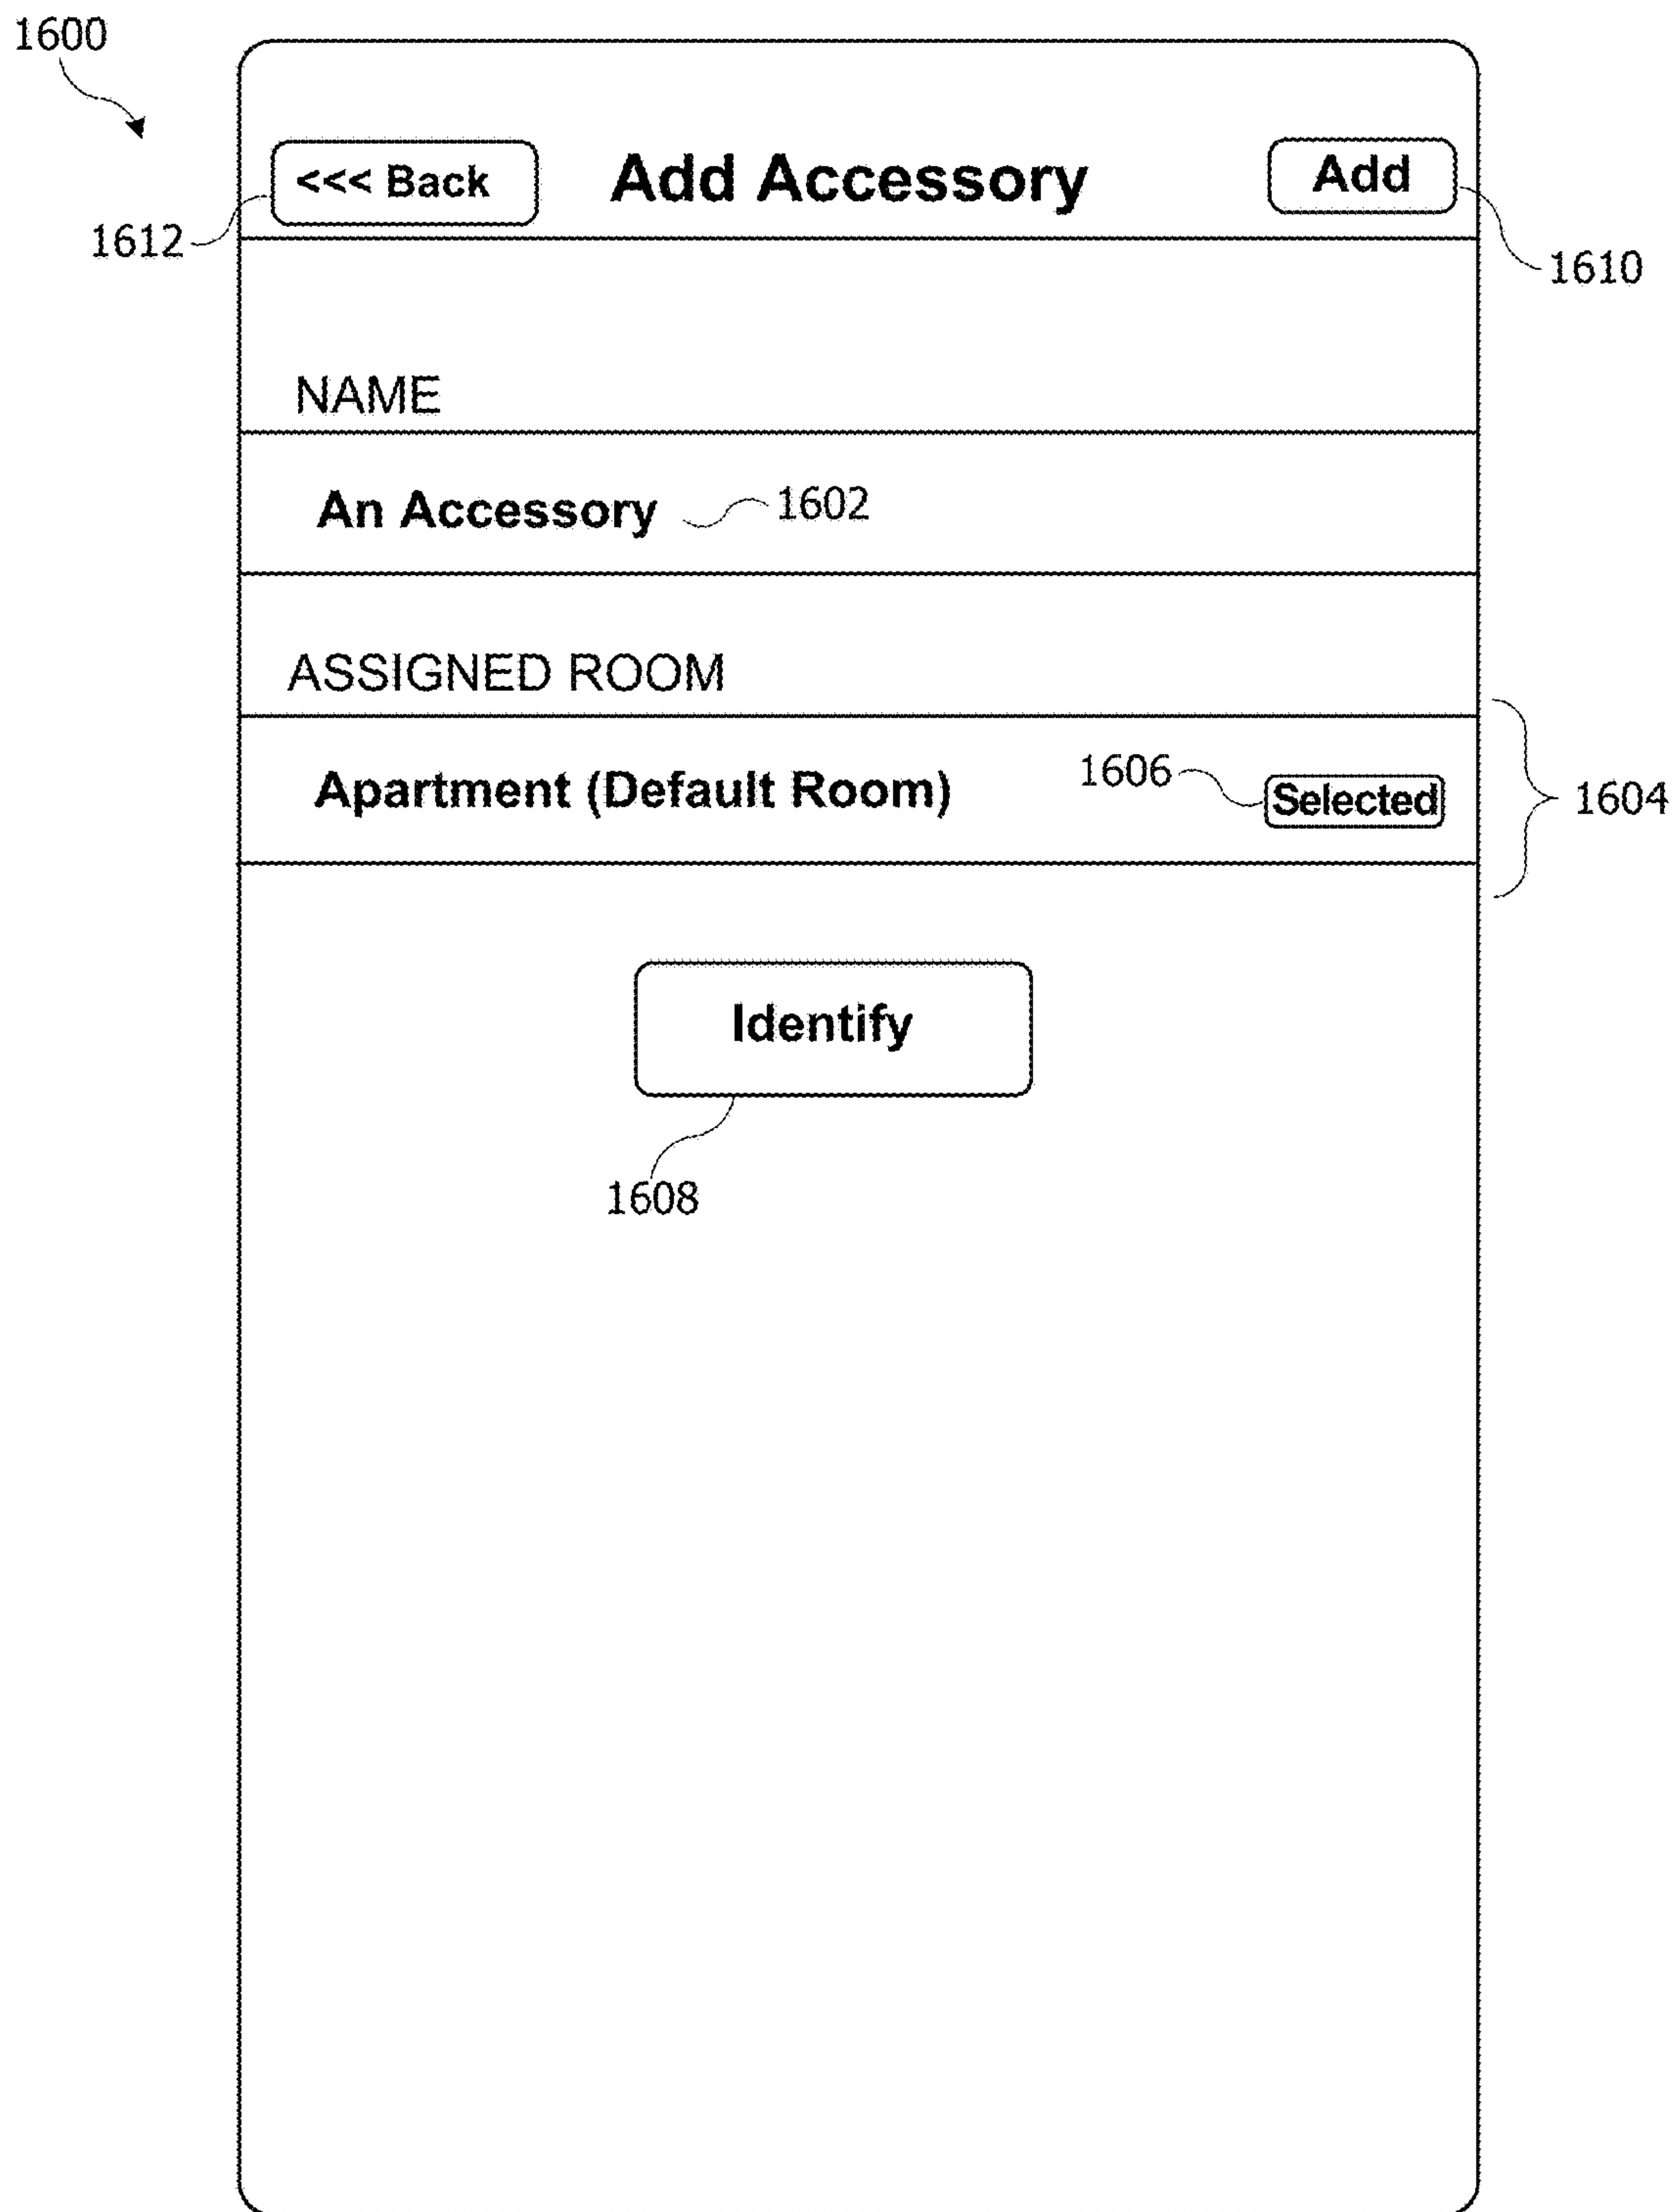 1600
<<< Back Add Accessory Add
1612
1610
NAME
An Accessory 1602
ASSIGNED ROOM
Apartment (Default Room) 1606 Selected 1604
Identify
1608